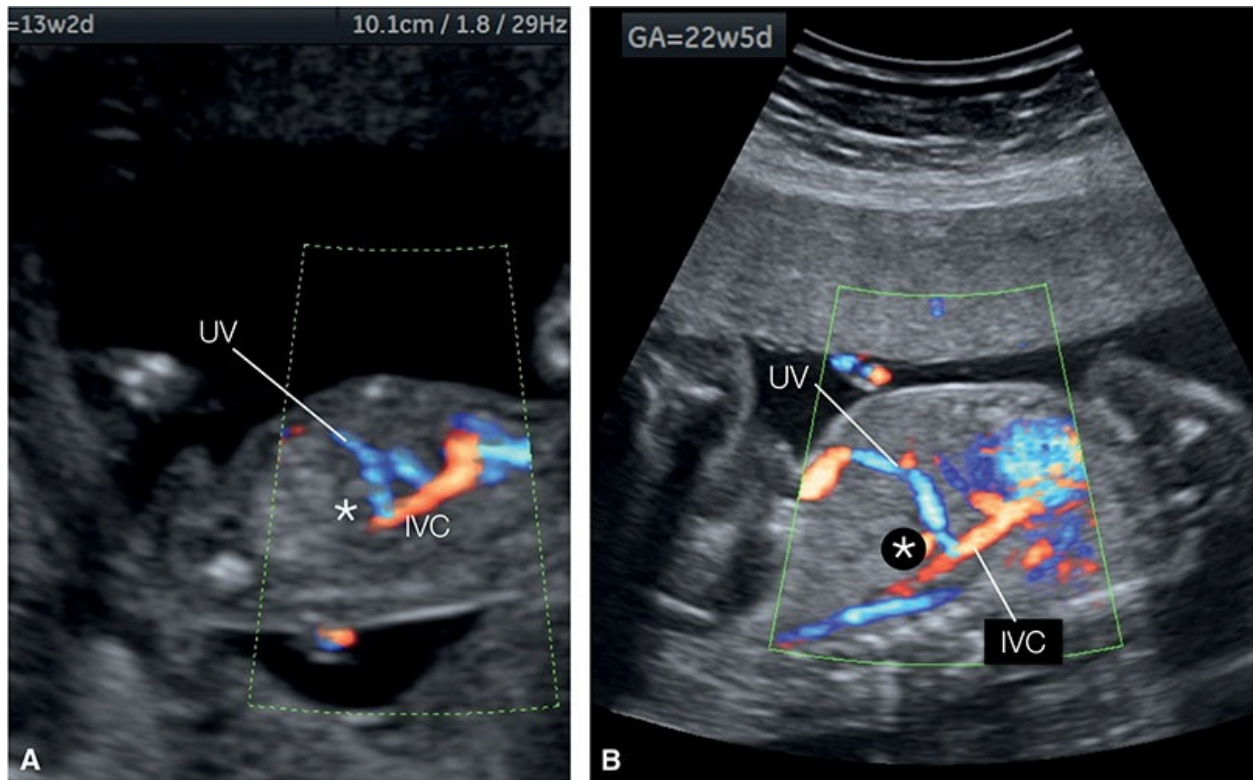 =13w2d
10.1cm / 1.8 / 29Hz
UV
*
IVC
A
GA=22w5d
UV
*
IVC
B